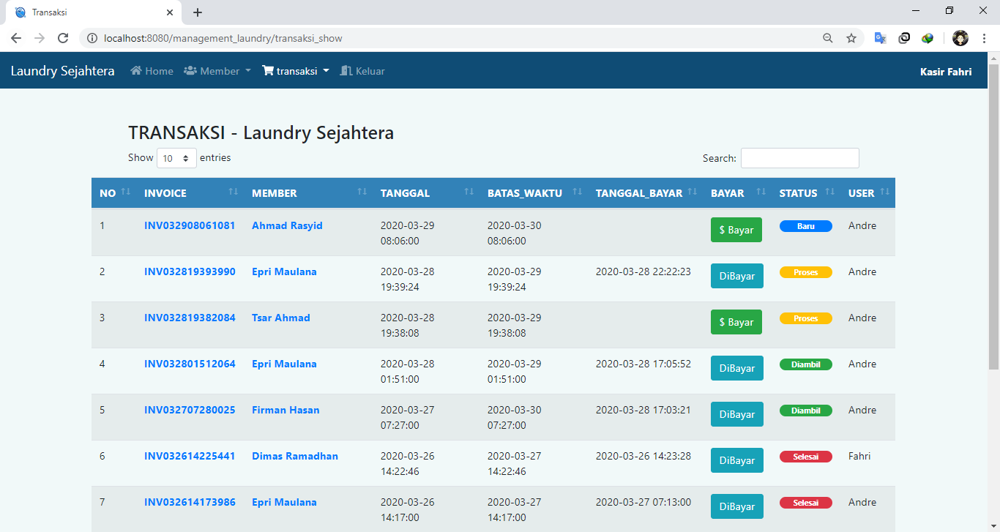 Transaksi
localhost:8080/management_laundry/transaksi_show
Laundry Sejahtera Home Member transaksi Keluar Kasir Fahri
TRANSAKSI - Laundry Sejahtera
Show 10 entries Search:
NO INVOICE MEMBER TANGGAL BATAS_WAKTU TANGGAL_BAYAR BAYAR STATUS USER
1 INV032908061081 Ahmad Rasyid 2020-03-29 2020-03-30 $ Bayar Baru Andre
08:06:00 08:06:00
2 INV032819393990 Epri Maulana 2020-03-28 2020-03-29 2020-03-28 22:22:23 DiBayar Proses Andre
19:39:24 19:39:24
3 INV032819382084 Tsar Ahmad 2020-03-28 2020-03-29 $ Bayar Proses Andre
19:38:08 19:38:08
4 INV032801512064 Epri Maulana 2020-03-28 2020-03-29 2020-03-28 17:05:52 DiBayar Diambil Andre
01:51:00 01:51:00
5 INV032707280025 Firman Hasan 2020-03-27 2020-03-30 2020-03-28 17:03:21 DiBayar Diambil Andre
07:27:00 07:27:00
6 INV032614225441 Dimas Ramadhan 2020-03-26 2020-03-27 2020-03-26 14:23:28 DiBayar Selesai Fahri
14:22:46 14:22:46
7 INV032614173986 Epri Maulana 2020-03-26 2020-03-27 2020-03-27 07:13:00 DiBayar Selesai Andre
14:17:00 14:17:00